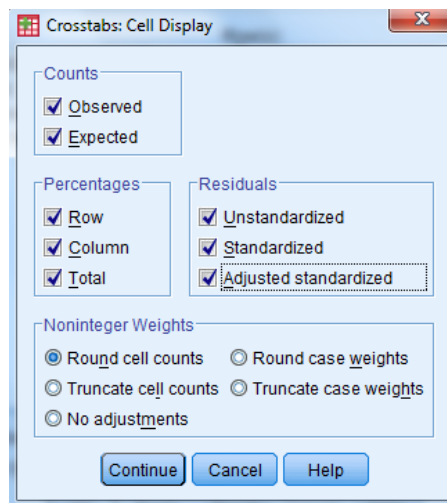 Crosstabs: Cell Display
Counts
Observed
Expected
Percentages
Row
Column
Total
Residuals
Unstandardized
Standardized
Adjusted standardized
Noninteger Weights
Round cell counts
Round case weights
Truncate cell counts
Truncate case weights
No adjustments
Continue
Cancel
Help